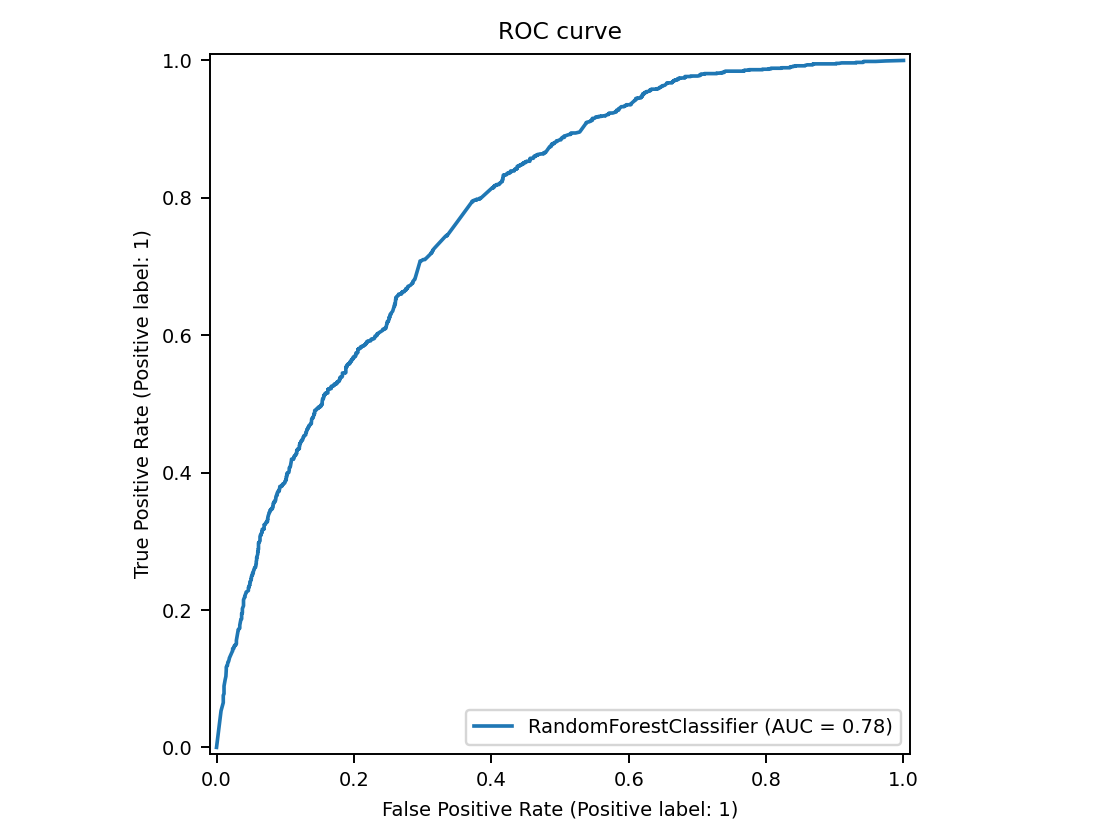 ROC curve
1.0
0.8
0.6
0.4
0.2
0.0
True Positive Rate (Positive label: 1)
RandomForestClassifier (AUC = 0.78)
0.0 0.2 0.4 0.6 0.8 1.0
False Positive Rate (Positive label: 1)